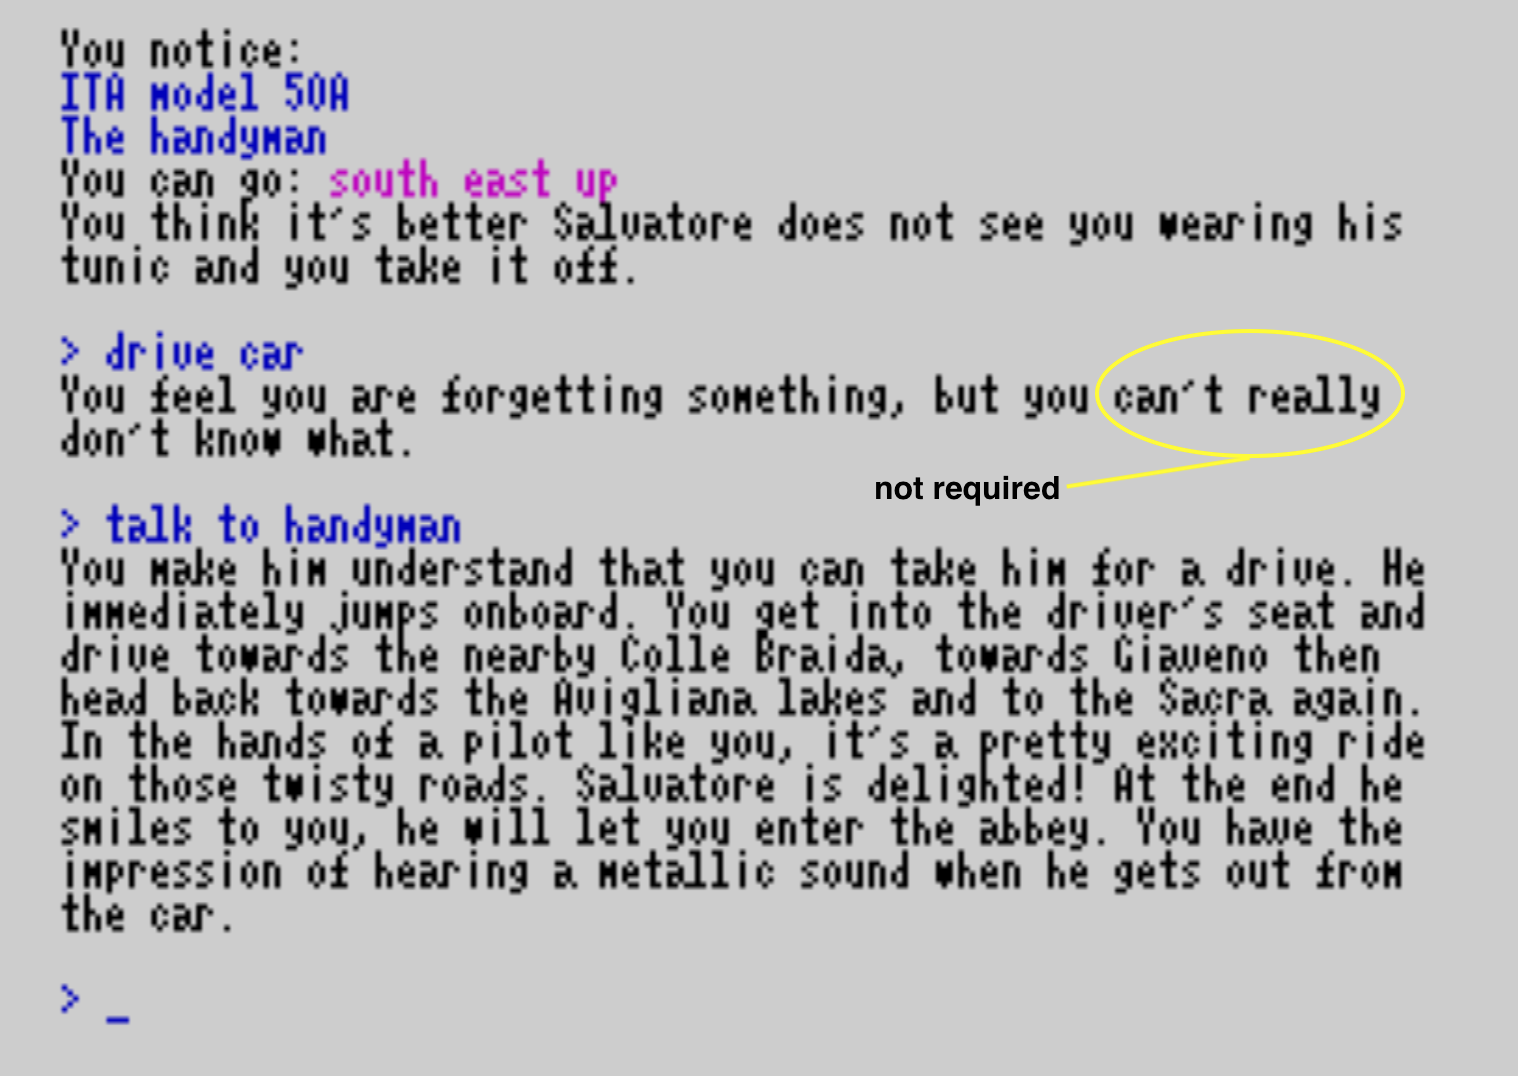 You notice:
ITA model 50A
The handyman
You can go: south east up
You think it's better Salvatore does not see you wearing his
tunic and you take it off.
> drive car
You feel you are forgetting something, but you can't really
don't know what.
not required
> talk to handyman
You make him understand that you can take him for a drive. He
immediately jumps onboard. You get into the driver's seat and
drive towards the nearby Colle Braida, towards Giaveno then
head back towards the Avigliana lakes and to the Sacra again.
In the hands of a pilot like you, it's a pretty exciting ride
on those twisty roads. Salvatore is delighted! At the end he
smiles to you, he will let you enter the abbey. You have the
impression of hearing a metallic sound when he gets out from
the car.
> _